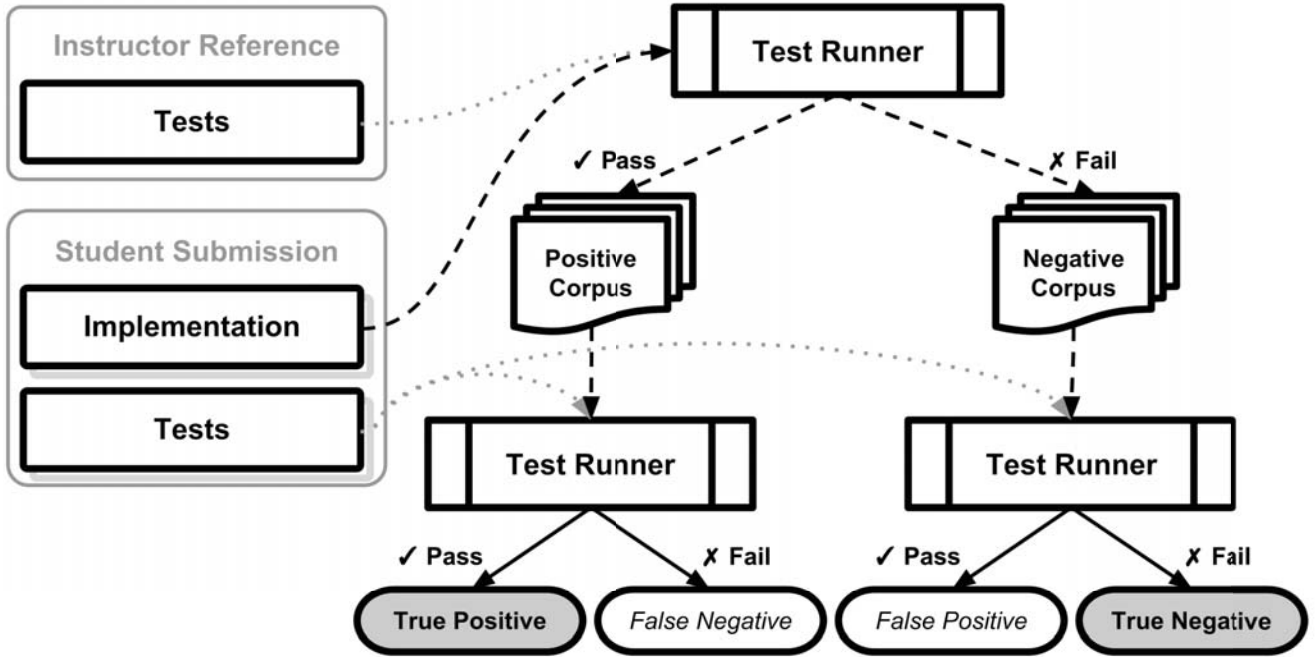 Instructor Reference
Tests
Test Runner
✓ Pass
✗ Fail
Student Submission
Implementation
Tests
Positive
Corpus
Negative
Corpus
Test Runner
Test Runner
✓ Pass
✗ Fail
✓ Pass
✗ Fail
True Positive
False Negative
False Positive
True Negative